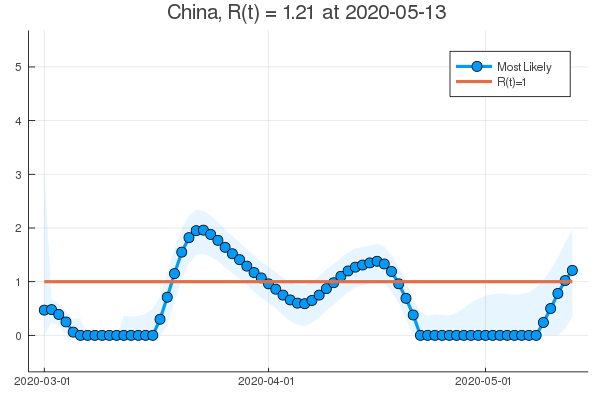 China, R(t) = 1.21 at 2020-05-13
5
Most Likely
R(t)=1
4
3
2
1
0
2020-03-01 2020-04-01 2020-05-01